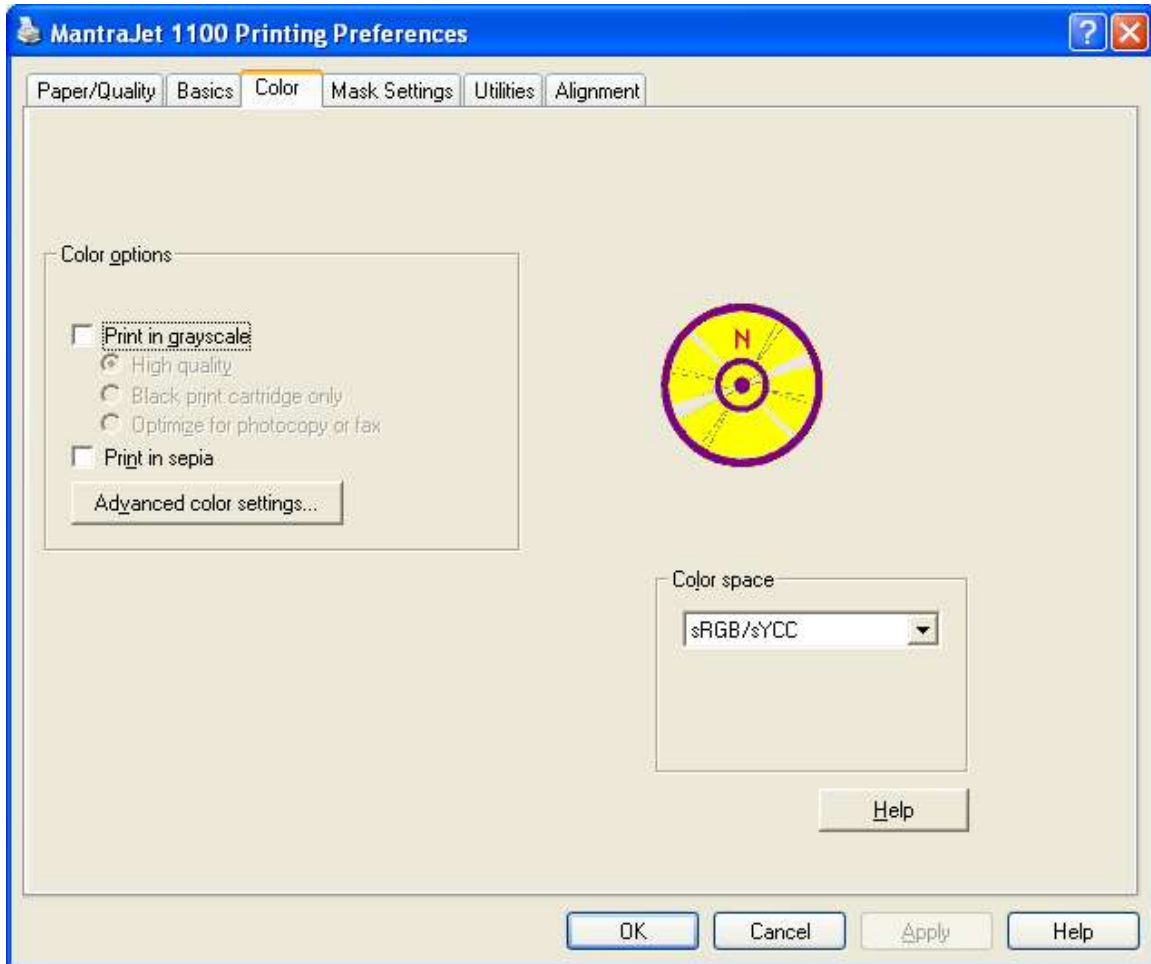 MantraJet 1100 Printing Preferences
Paper/Quality Basics Color Mask Settings Utilities Alignment
Color options
Print in grayscale
High quality
Black print cartridge only
Optimize for photocopy or fax
Print in sepia
Advanced color settings...
N
Color space
sRGB/sYCC
Help
OK Cancel Apply Help